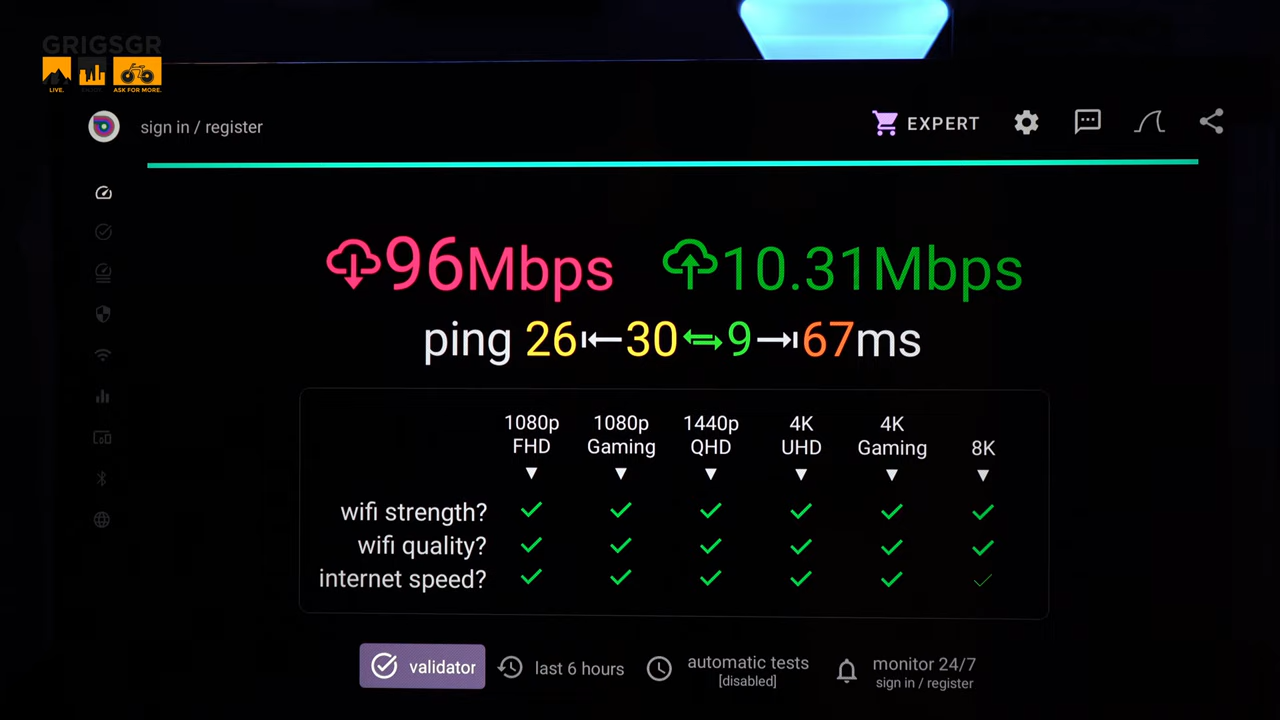 GRIGSGR
LIVE.
ASK FOR MORE.
sign in / register
EXPERT
96Mbps
10.31Mbps
ping 26 30 9 67ms
1080p FHD
1080p Gaming
1440p QHD
4K UHD
4K Gaming
8K
wifi strength?
wifi quality?
internet speed?
validator
last 6 hours
automatic tests
[disabled]
monitor 24/7
sign in / register